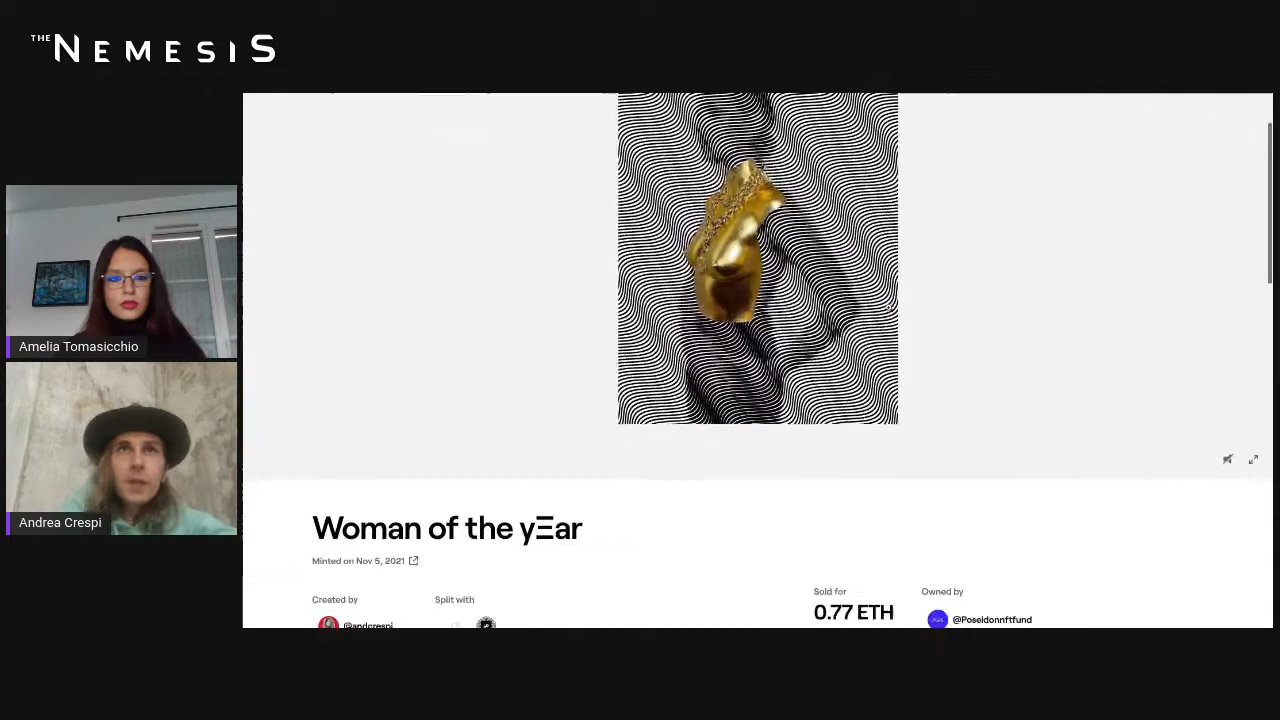 THE NEMESIS
Amelia Tomasicchio
Andrea Crespi
Woman of the yΞar
Minted on Nov 5, 2021
Created by
Split with
Sold for
Owned by
@andcrespi
0.77 ETH
@Poseidonnftfund